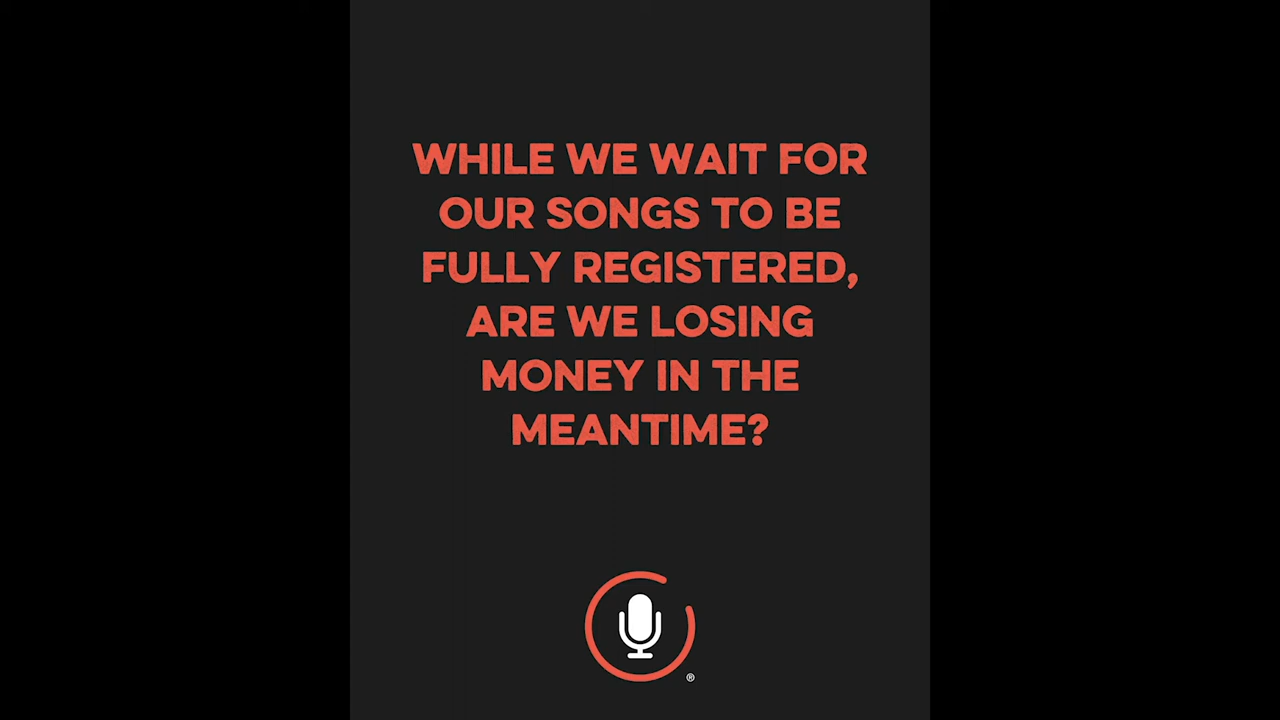 WHILE WE WAIT FOR
OUR SONGS TO BE
FULLY REGISTERED,
ARE WE LOSING
MONEY IN THE
MEANTIME?
®